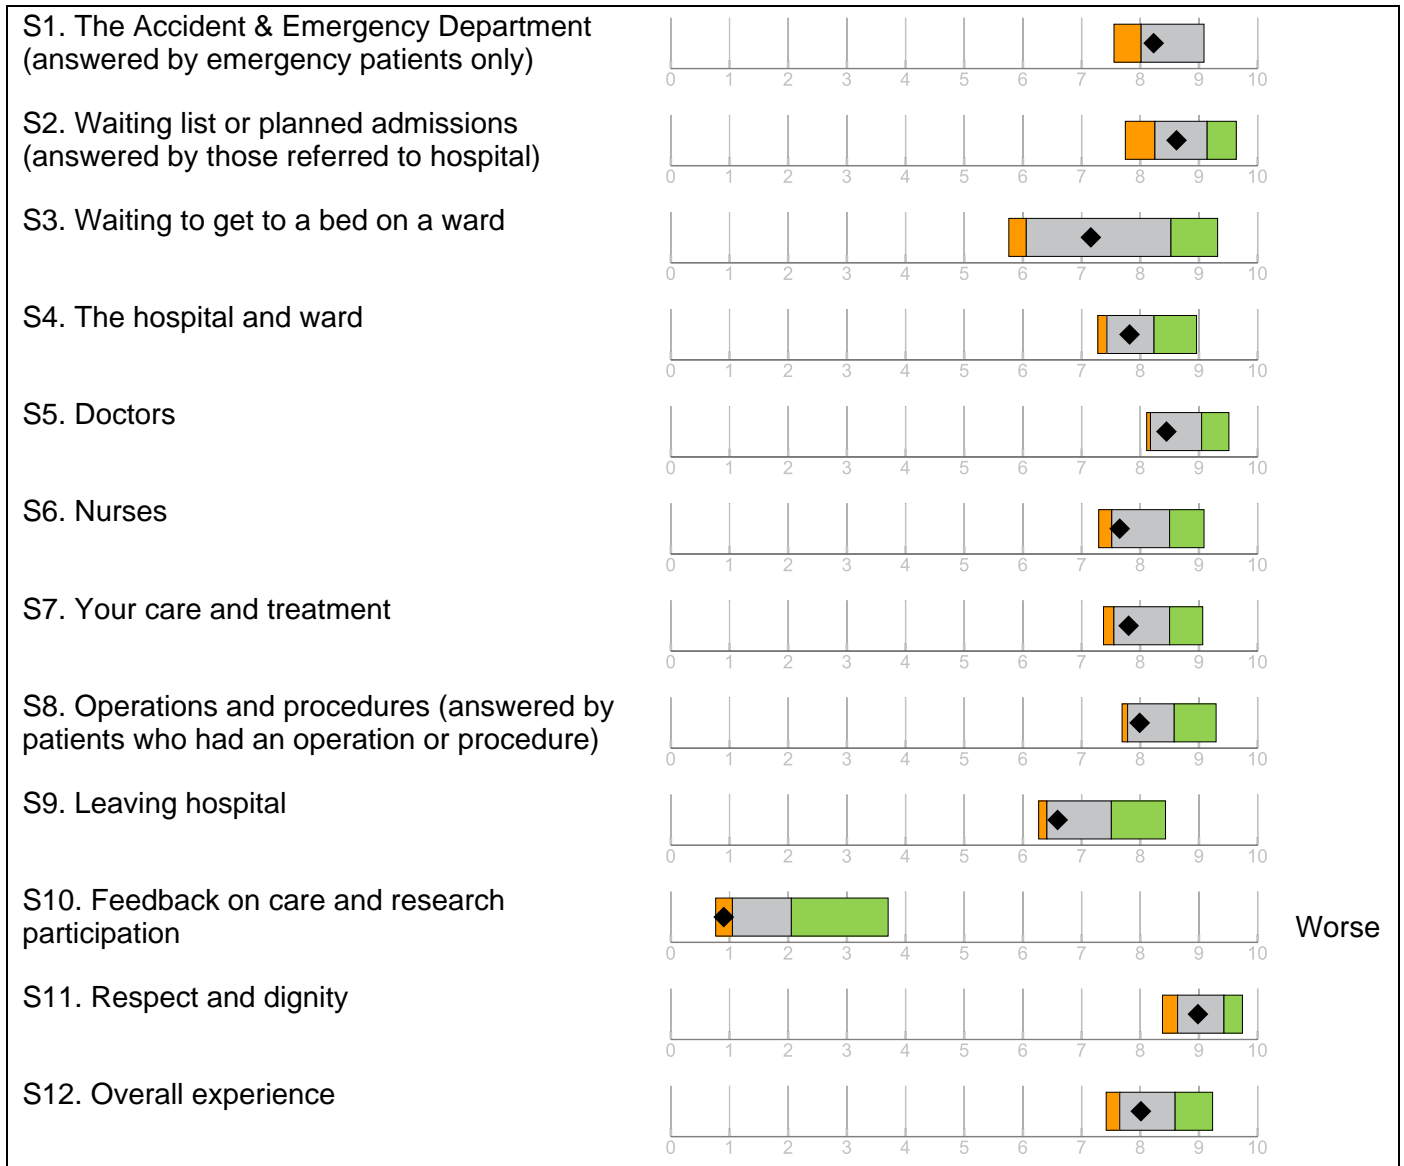 S1. The Accident & Emergency Department
(answered by emergency patients only)
0 1 2 3 4 5 6 7 8 9 10
S2. Waiting list or planned admissions
(answered by those referred to hospital)
0 1 2 3 4 5 6 7 8 9 10
S3. Waiting to get to a bed on a ward
0 1 2 3 4 5 6 7 8 9 10
S4. The hospital and ward
0 1 2 3 4 5 6 7 8 9 10
S5. Doctors
0 1 2 3 4 5 6 7 8 9 10
S6. Nurses
0 1 2 3 4 5 6 7 8 9 10
S7. Your care and treatment
0 1 2 3 4 5 6 7 8 9 10
S8. Operations and procedures (answered by
patients who had an operation or procedure)
0 1 2 3 4 5 6 7 8 9 10
S9. Leaving hospital
0 1 2 3 4 5 6 7 8 9 10
S10. Feedback on care and research
participation
Worse
0 1 2 3 4 5 6 7 8 9 10
S11. Respect and dignity
0 1 2 3 4 5 6 7 8 9 10
S12. Overall experience
0 1 2 3 4 5 6 7 8 9 10